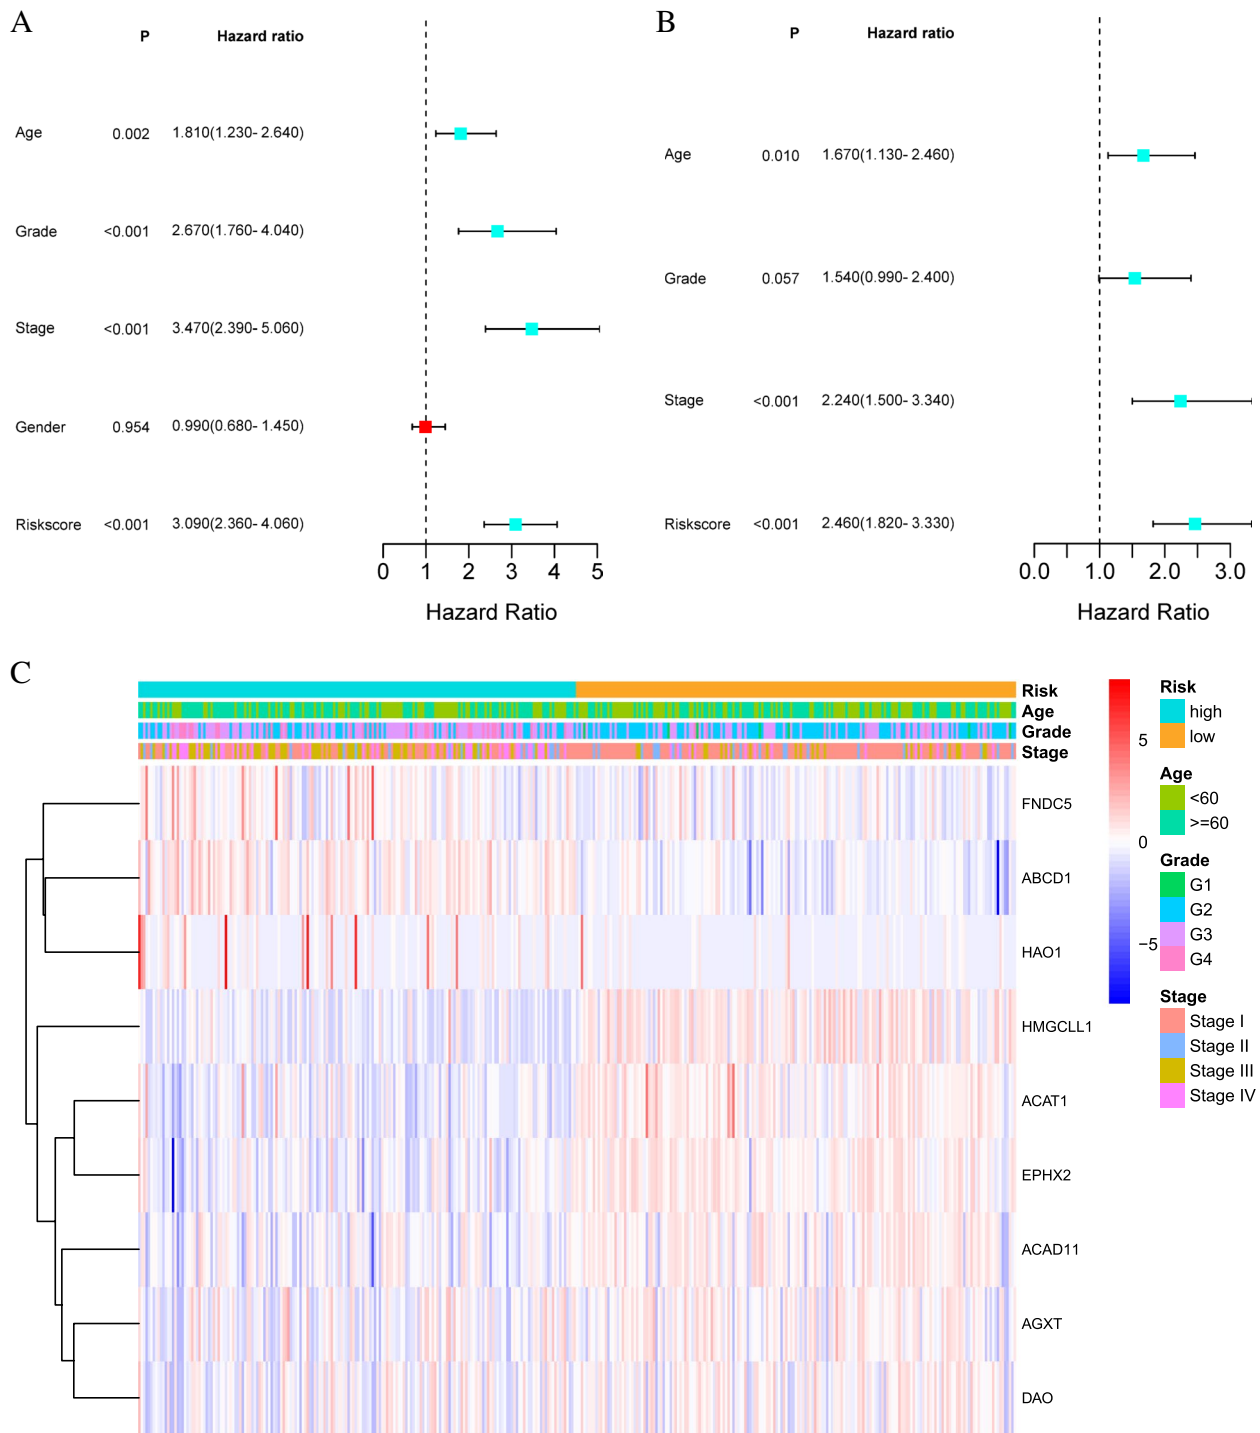 A
P Hazard ratio
Age 0.002 1.810(1.230- 2.640)
Grade <0.001 2.670(1.760- 4.040)
Stage <0.001 3.470(2.390- 5.060)
Gender 0.954 0.990(0.680- 1.450)
Riskscore <0.001 3.090(2.360- 4.060)
0 1 2 3 4 5
Hazard Ratio
B
P Hazard ratio
Age 0.010 1.670(1.130- 2.460)
Grade 0.057 1.540(0.990- 2.400)
Stage <0.001 2.240(1.500- 3.340)
Riskscore <0.001 2.460(1.820- 3.330)
0.0 1.0 2.0 3.0
Hazard Ratio
C
Risk
Age
Grade
Stage
FNDC5
ABCD1
HAO1
HMGCLL1
ACAT1
EPHX2
ACAD11
AGXT
DAO
5
0
−5
Risk
high
low
Age
<60
>=60
Grade
G1
G2
G3
G4
Stage
Stage I
Stage II
Stage III
Stage IV